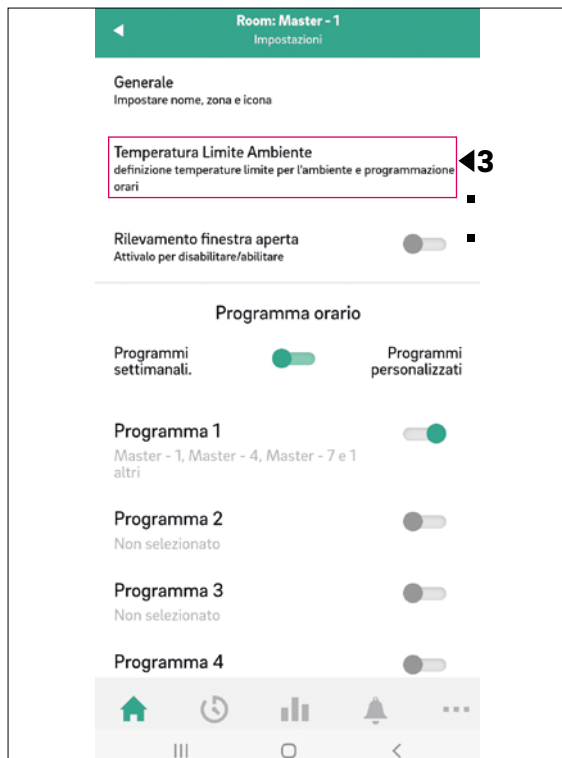 Room: Master - 1
Impostazioni
Generale
Impostare nome, zona e icona
Temperatura Limite Ambiente
definizione temperature limite per l'ambiente e programmazione
orari
3
Rilevamento finestra aperta
Attivalo per disabilitare/abilitare
Programma orario
Programmi
settimanali.
Programmi
personalizzati
Programma 1
Master - 1, Master - 4, Master - 7 e 1
altri
Programma 2
Non selezionato
Programma 3
Non selezionato
Programma 4